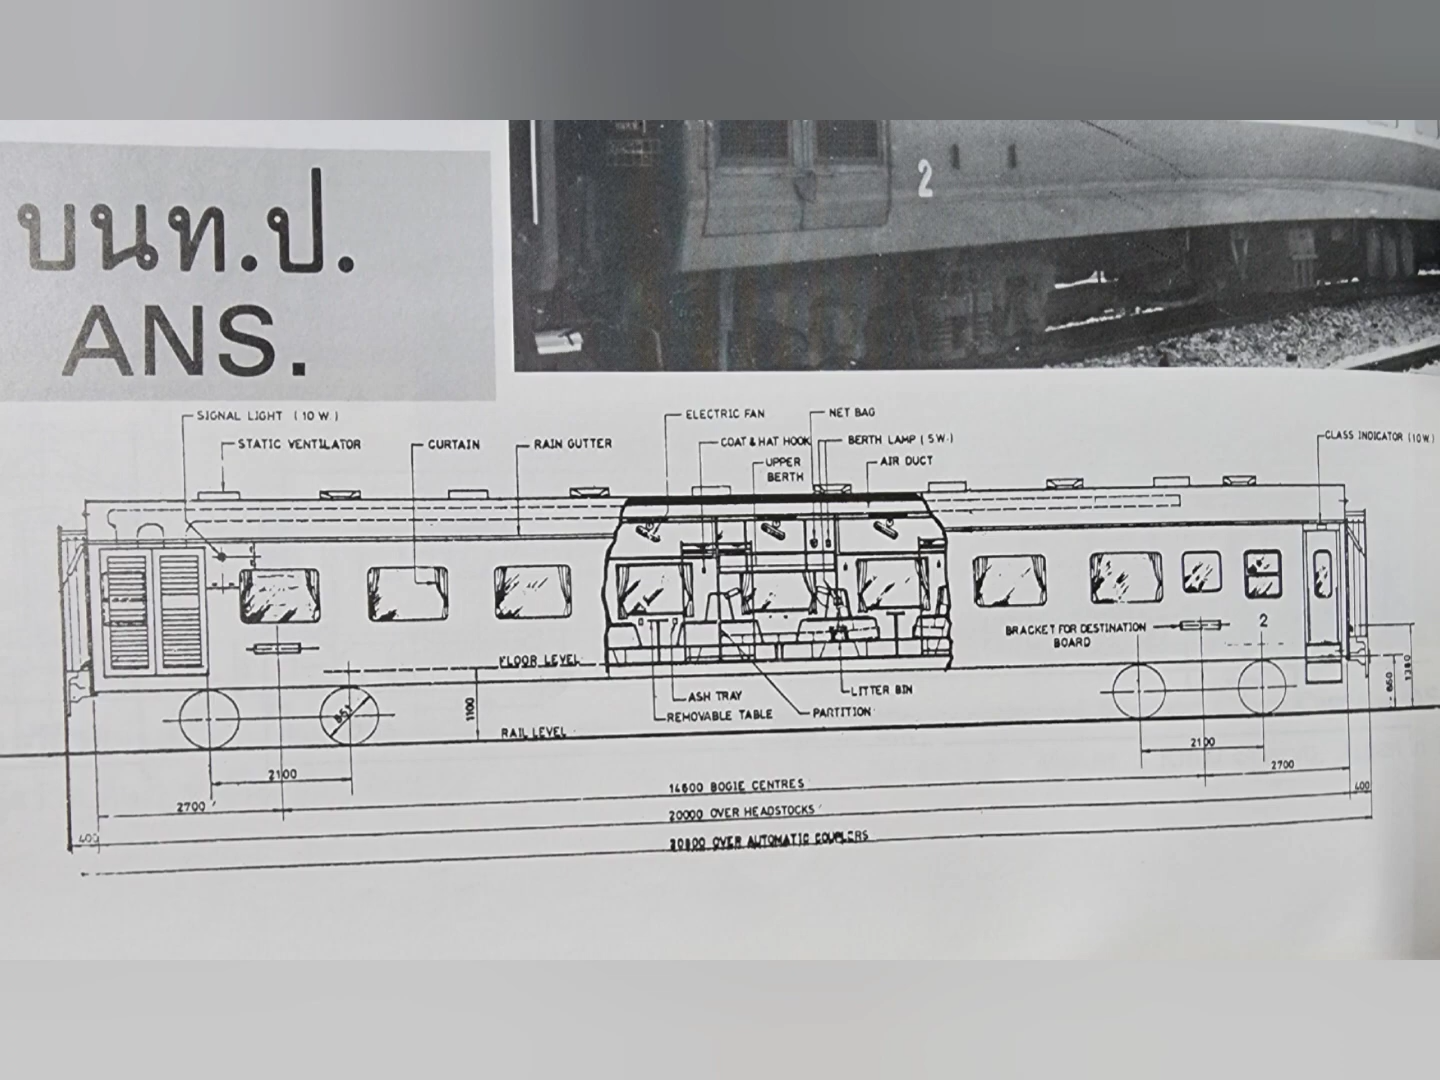 บนท.ป.
ANS.
2
SIGNAL LIGHT (10 W.)
STATIC VENTILATOR
CURTAIN
RAIN GUTTER
ELECTRIC FAN
COAT & HAT HOOK
UPPER
BERTH
NET BAG
BERTH LAMP (5 W.)
AIR DUCT
CLASS INDICATOR (10 W.)
BRACKET FOR DESTINATION
BOARD
2
FLOOR LEVEL
ASH TRAY
REMOVABLE TABLE
LITTER BIN
PARTITION
851
1100
RAIL LEVEL
2100
2700
400
2100
2700
400
14600 BOGIE CENTRES
20000 OVER HEADSTOCKS
20800 OVER AUTOMATIC COUPLERS